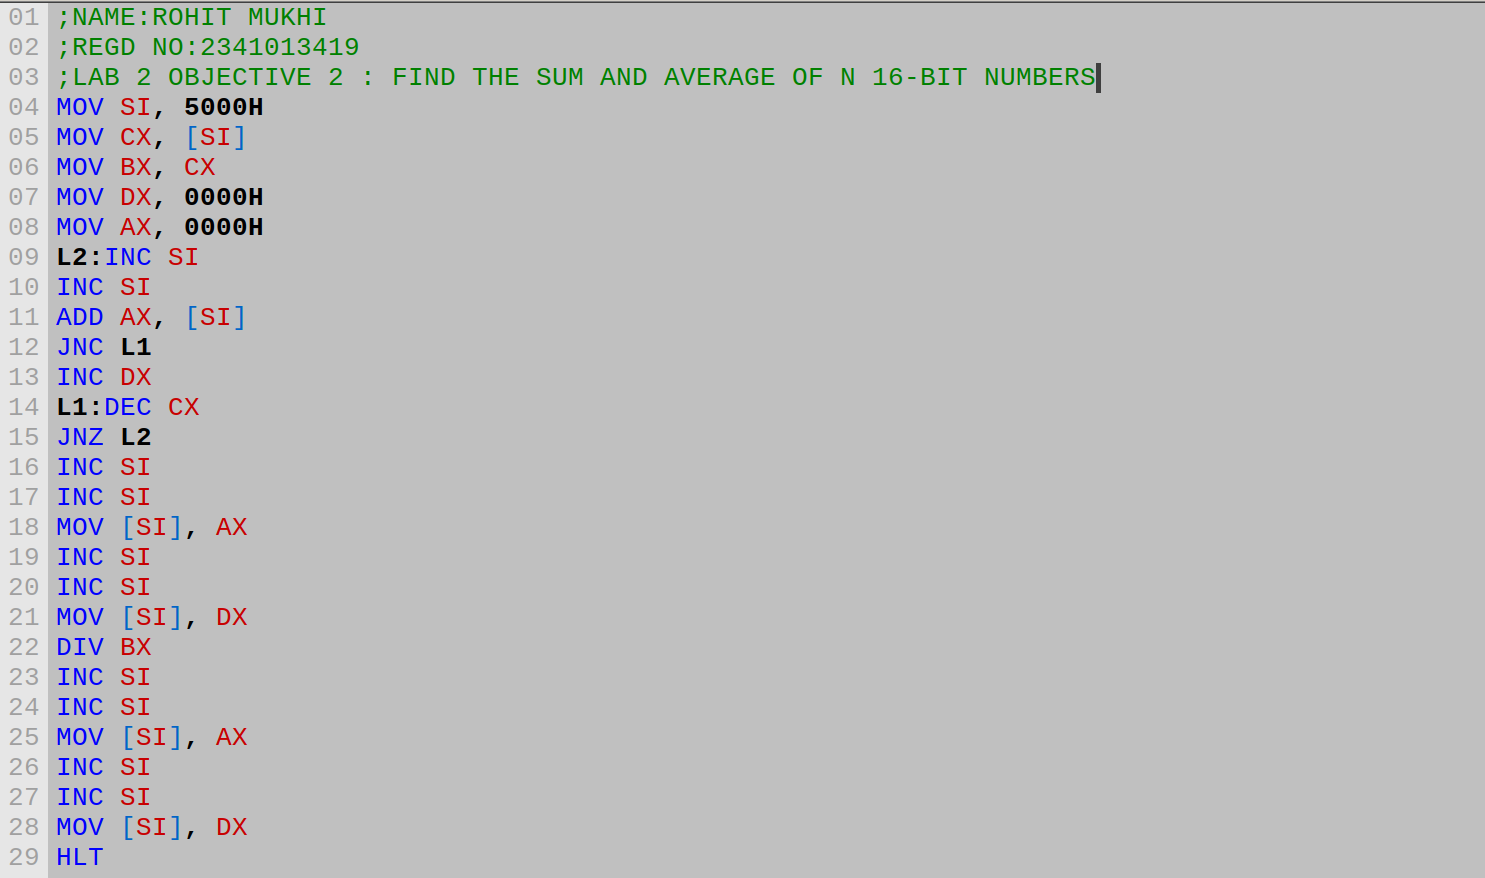 01 ;NAME:ROHIT MUKHI
02 ;REGD NO:2341013419
03 ;LAB 2 OBJECTIVE 2 : FIND THE SUM AND AVERAGE OF N 16-BIT NUMBERS
04 MOV SI, 5000H
05 MOV CX, [SI]
06 MOV BX, CX
07 MOV DX, 0000H
08 MOV AX, 0000H
09 L2:INC SI
10 INC SI
11 ADD AX, [SI]
12 JNC L1
13 INC DX
14 L1:DEC CX
15 JNZ L2
16 INC SI
17 INC SI
18 MOV [SI], AX
19 INC SI
20 INC SI
21 MOV [SI], DX
22 DIV BX
23 INC SI
24 INC SI
25 MOV [SI], AX
26 INC SI
27 INC SI
28 MOV [SI], DX
29 HLT